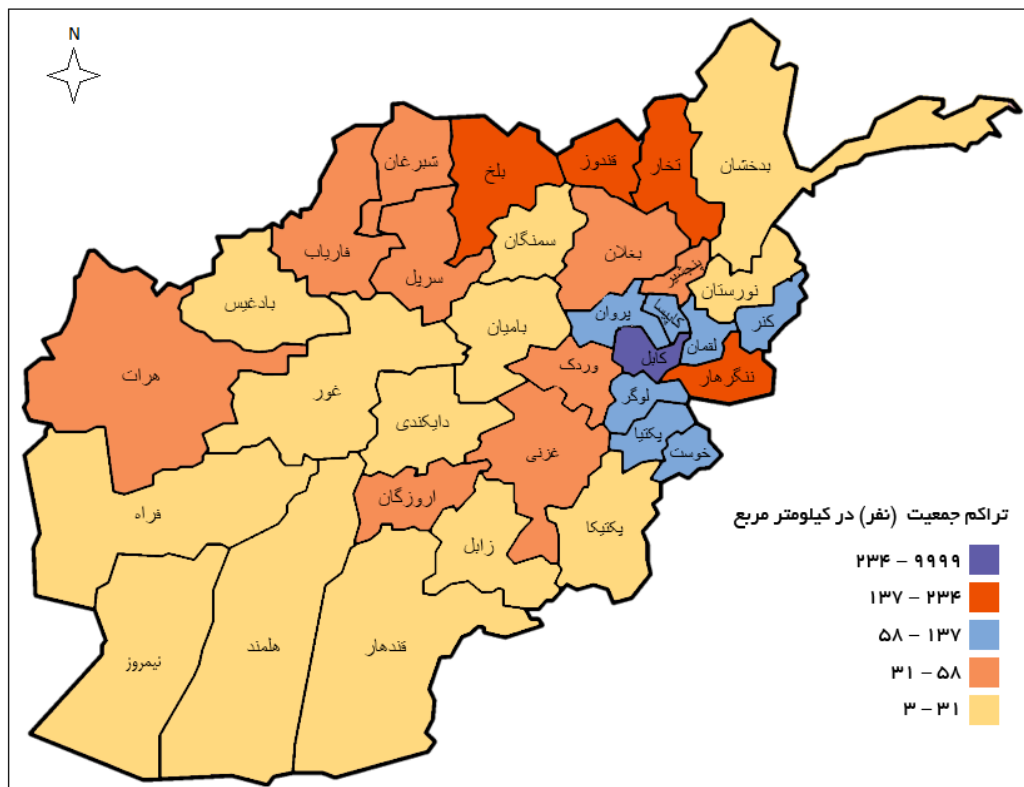 N
بدخشان
تخار
قندوز
بلخ
شبرغان
فاریاب
سرپل
سمنگان
بغلان
پنجشیر
نورستان
کنر
لغمان
کاپیسا
پروان
کابل
ننگرهار
بادغیس
بامیان
هرات
غور
وردک
لوگر
پکتیا
خوست
دایکندی
غزنی
اروزگان
پکتیکا
زابل
فراه
نیمروز
هلمند
قندهار
تراکم جمعیت (نفر) در کیلومتر مربع
۲۳۴ – ۹۹۹۹
۱۳۷ – ۲۳۴
۵۸ – ۱۳۷
۳۱ – ۵۸
۳ – ۳۱